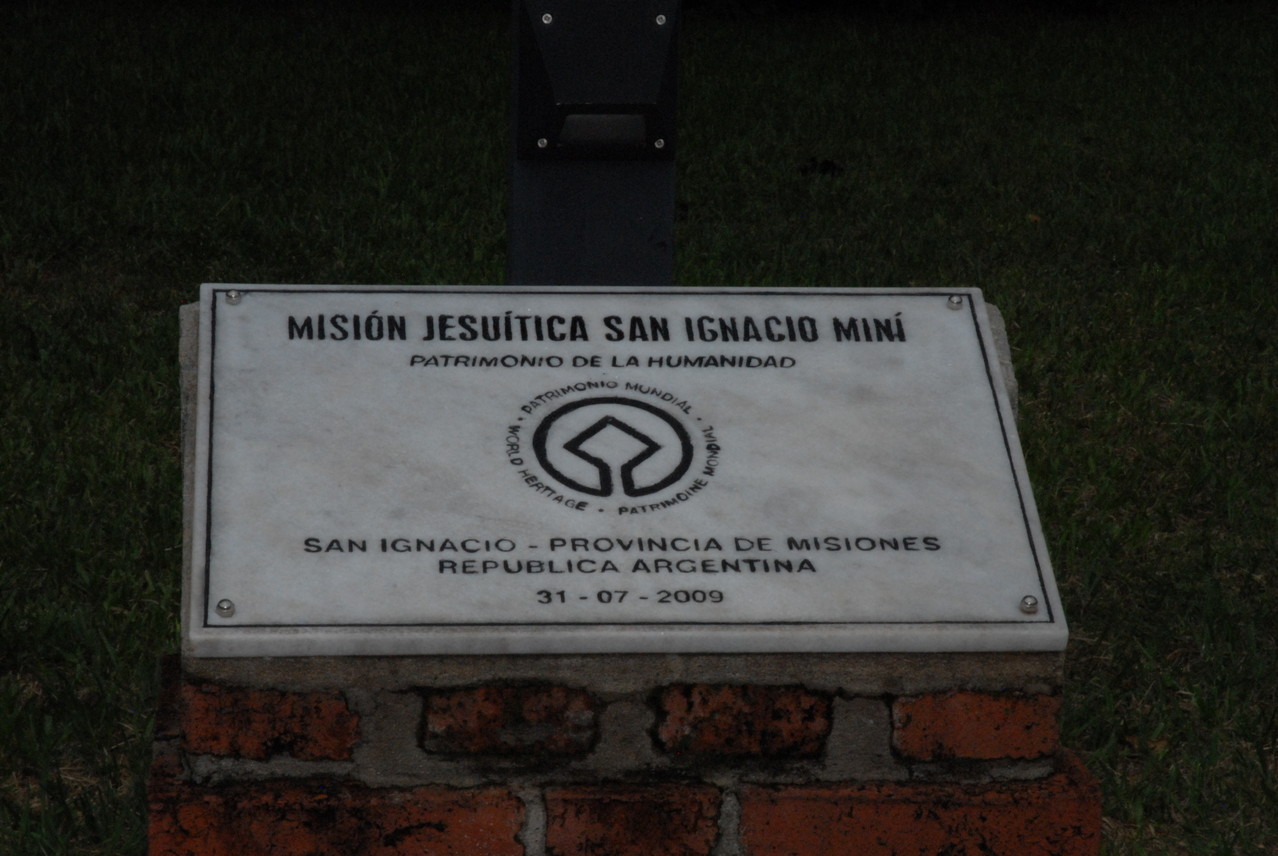 MISIÓN JESUÍTICA SAN IGNACIO MINÍ
PATRIMONIO DE LA HUMANIDAD
· PATRIMONIO MUNDIAL · WORLD HERITAGE · PATRIMOINE MONDIAL
SAN IGNACIO - PROVINCIA DE MISIONES
REPUBLICA ARGENTINA
31 - 07 - 2009